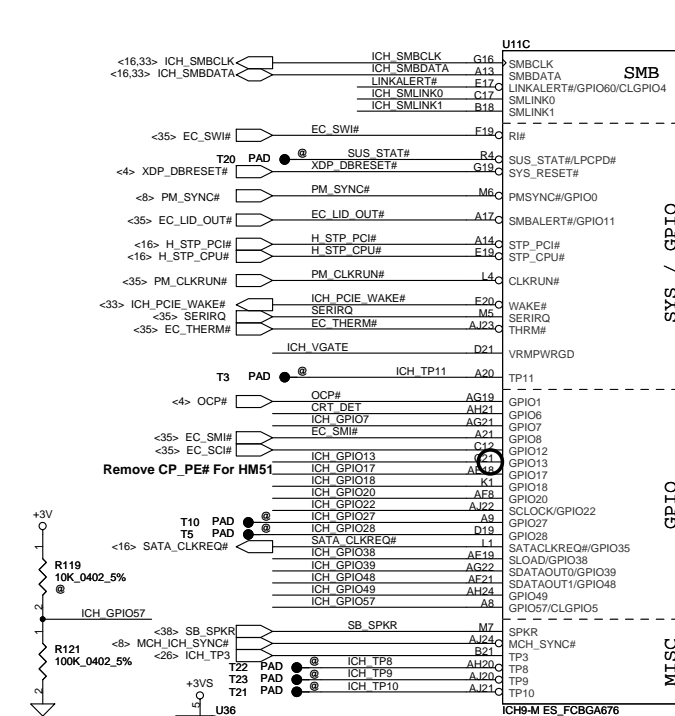 U11C
<16,33> ICH_SMBCLK ICH_SMBCLK G16 SMBCLK SMB
<16,33> ICH_SMBDATA ICH_SMBDATA A13 SMBDATA
LINKALERT# E17 LINKALERT#/GPIO60/CLGPIO4
ICH_SMLINK0 C17 SMLINK0
ICH_SMLINK1 B18 SMLINK1
<35> EC_SWI# EC_SWI# F19 RI#
T20 PAD @ SUS_STAT# R4 SUS_STAT#/LPCPD#
<4> XDP_DBRESET# XDP_DBRESET# G19 SYS_RESET#
<8> PM_SYNC# PM_SYNC# M6 PMSYNC#/GPIO0
<35> EC_LID_OUT# EC_LID_OUT# A17 SMBALERT#/GPIO11
SYS / GPIO
<16> H_STP_PCI# H_STP_PCI# A14 STP_PCI#
<16> H_STP_CPU# H_STP_CPU# E19 STP_CPU#
<35> PM_CLKRUN# PM_CLKRUN# L4 CLKRUN#
<33> ICH_PCIE_WAKE# ICH_PCIE_WAKE# E20 WAKE#
<35> SERIRQ SERIRQ M5 SERIRQ
<35> EC_THERM# EC_THERM# AJ23 THRM#
ICH_VGATE D21 VRMPWRGD
T3 PAD @ ICH_TP11 A20 TP11
<4> OCP# OCP# AG19 GPIO1
CRT_DET AH21 GPIO6
ICH_GPIO7 AG21 GPIO7
<35> EC_SMI# EC_SMI# A21 GPIO8
<35> EC_SCI# C12 GPIO12
ICH_GPIO13 C21 GPIO13
Remove CP_PE# For HM51 ICH_GPIO17 AE18 GPIO17
ICH_GPIO18 K1 GPIO18
ICH_GPIO20 AF8 GPIO20
ICH_GPIO22 AJ22 SCLOCK/GPIO22
GPIO
T10 PAD @ ICH_GPIO27 A9 GPIO27
T5 PAD @ ICH_GPIO28 D19 GPIO28
<16> SATA_CLKREQ# SATA_CLKREQ# L1 SATACLKREQ#/GPIO35
ICH_GPIO38 AE19 SLOAD/GPIO38
ICH_GPIO39 AG22 SDATAOUT0/GPIO39
ICH_GPIO48 AF21 SDATAOUT1/GPIO48
ICH_GPIO49 AH24 GPIO49
ICH_GPIO57 A8 GPIO57/CLGPIO5
+3V
1
R119
10K_0402_5%
@
2
ICH_GPIO57
1
R121
100K_0402_5%
2
<38> SB_SPKR SB_SPKR M7 SPKR
<8> MCH_ICH_SYNC# AJ24 MCH_SYNC#
<26> ICH_TP3 B21 TP3
MISC
T22 PAD @ ICH_TP8 AH20 TP8
T23 PAD @ ICH_TP9 AJ20 TP9
T21 PAD @ ICH_TP10 AJ21 TP10
+3VS
5
U36
ICH9-M ES_FCBGA676